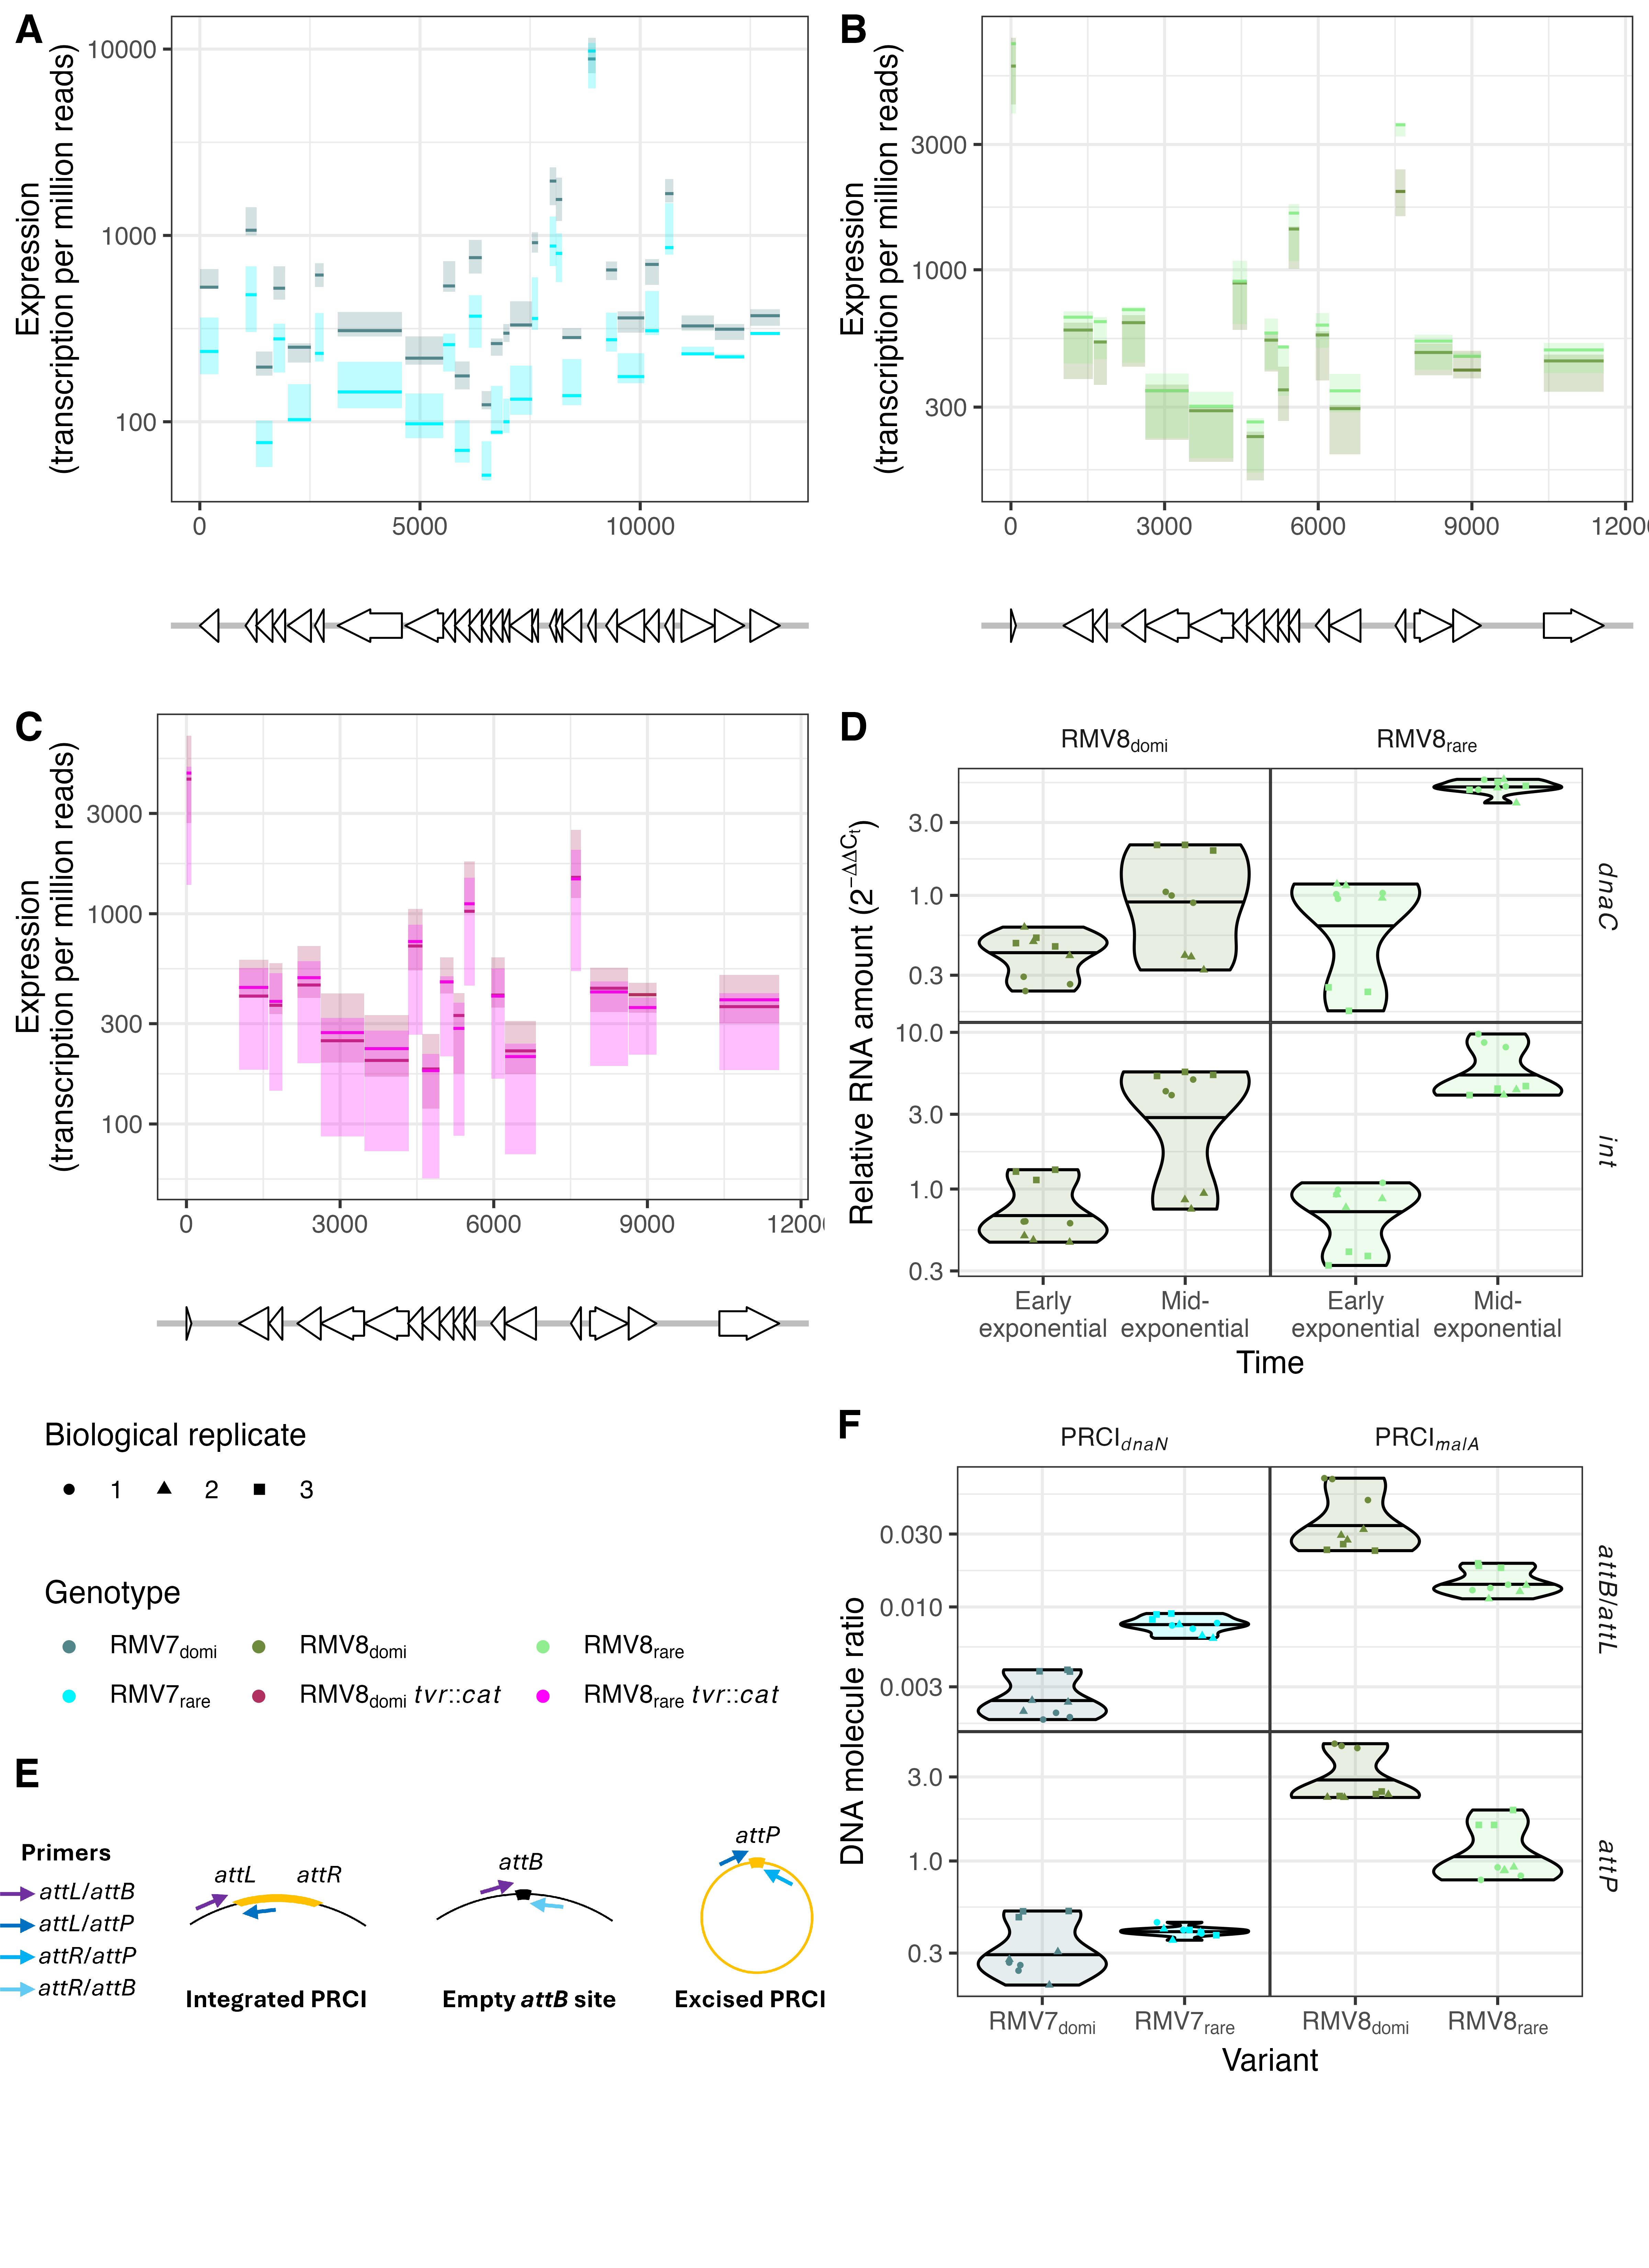 A
Expression
(transcription per million reads)
10000
1000
100
0 5000 10000
B
Expression
(transcription per million reads)
3000
1000
300
0 3000 6000 9000 1200
C
Expression
(transcription per million reads)
3000
1000
300
100
0 3000 6000 9000 1200
D
RMV8domi RMV8rare
Relative RNA amount (2−ΔΔCt)
3.0
1.0
0.3
dnaC
10.0
3.0
1.0
0.3
int
Early exponential
Mid-exponential
Early exponential
Mid-exponential
Time
Biological replicate
1 2 3
Genotype
RMV7domi RMV8domi RMV8rare
RMV7rare RMV8domi tvr::cat RMV8rare tvr::cat
E
Primers
attL/attB
attL/attP
attR/attP
attR/attB
attL attR
Integrated PRCI
attB
Empty attB site
attP
Excised PRCI
F
PRCIdnaN PRCImalA
DNA molecule ratio
0.030
0.010
0.003
attB/attL
3.0
1.0
0.3
attP
RMV7domi RMV7rare RMV8domi RMV8rare
Variant